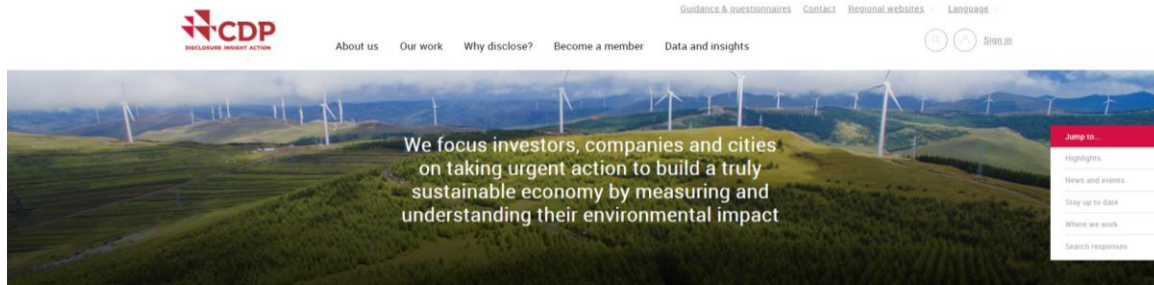 Guidance & questionnaires Contact Regional websites Language
CDP
DISCLOSURE INSIGHT ACTION
About us Our work Why disclose? Become a member Data and insights
Sign in
We focus investors, companies and cities
on taking urgent action to build a truly
sustainable economy by measuring and
understanding their environmental impact
Jump to...
Highlights
News and events
Stay up to date
Where we work
Search responses